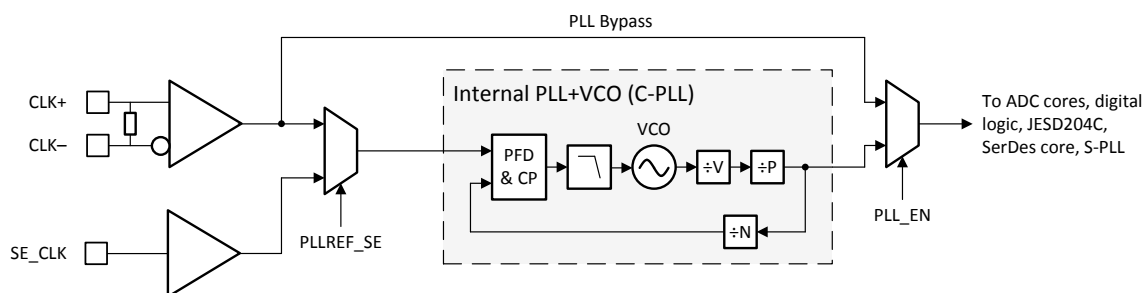 PLL Bypass
CLK+
CLK–
SE_CLK
PLLREF_SE
Internal PLL+VCO (C-PLL)
VCO
PFD
& CP
÷V
÷P
÷N
PLL_EN
To ADC cores, digital
logic, JESD204C,
SerDes core, S-PLL